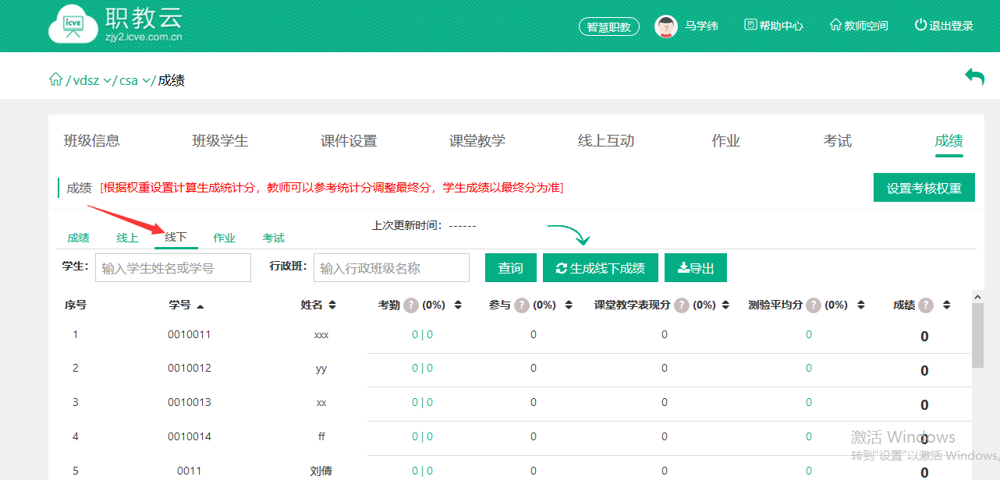 icve 职教云
zjy2.icve.com.cn
智慧职教 马学纬 帮助中心 教师空间 退出登录
/ vdsz / csa / 成绩
班级信息 班级学生 课件设置 课堂教学 线上互动 作业 考试 成绩
成绩 [根据权重设置计算生成统计分，教师可以参考统计分调整最终分，学生成绩以最终分为准] 设置考核权重
成绩 线上 线下 作业 考试 上次更新时间：------
学生： 输入学生姓名或学号 行政班： 输入行政班级名称 查询 生成线下成绩 导出
序号 学号 姓名 考勤 ? (0%) 参与 ? (0%) 课堂教学表现分 ? (0%) 测验平均分 ? (0%) 成绩 ?
1 0010011 xxx 0 | 0 0 0 0 0
2 0010012 yy 0 | 0 0 0 0 0
3 0010013 xx 0 | 0 0 0 0 0
4 0010014 ff 0 | 0 0 0 0 0
5 0011 刘倩 0 | 0 0 0 0 0
激活 Windows
转到"设置"以激活 Windows。